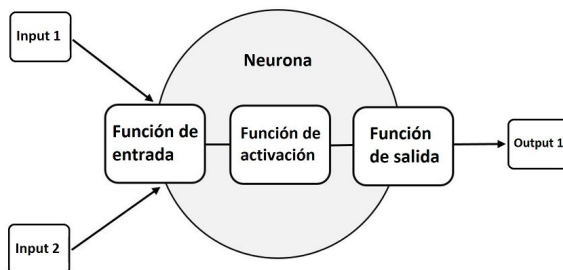 Input 1
Neurona
Función de
entrada
Función de
activación
Función
de salida
Output 1
Input 2